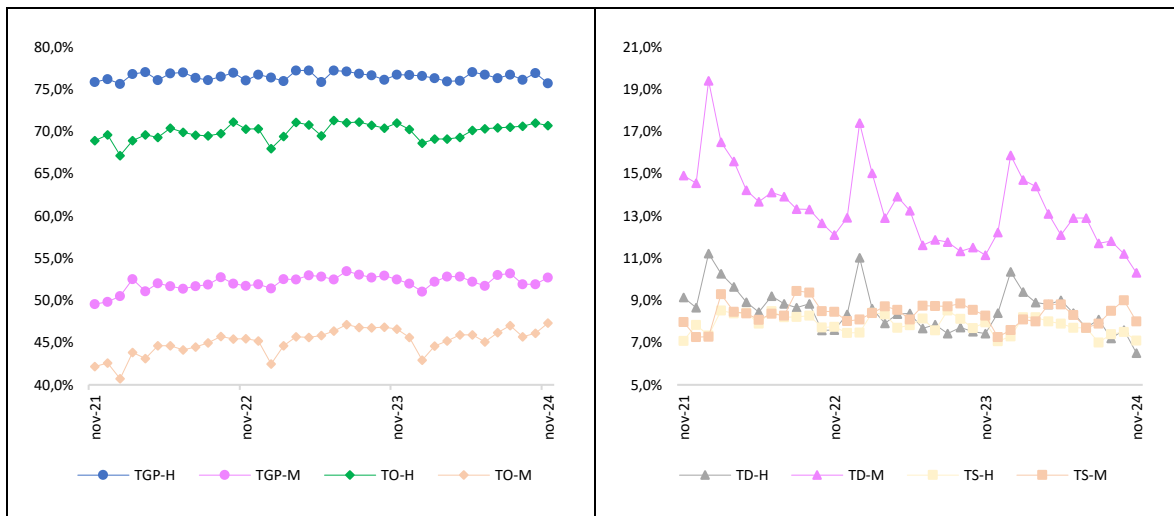 80,0%
75,0%
70,0%
65,0%
60,0%
55,0%
50,0%
45,0%
40,0%
nov-21
nov-22
nov-23
nov-24
TGP-H TGP-M TO-H TO-M
21,0%
19,0%
17,0%
15,0%
13,0%
11,0%
9,0%
7,0%
5,0%
nov-21
nov-22
nov-23
nov-24
TD-H TD-M TS-H TS-M